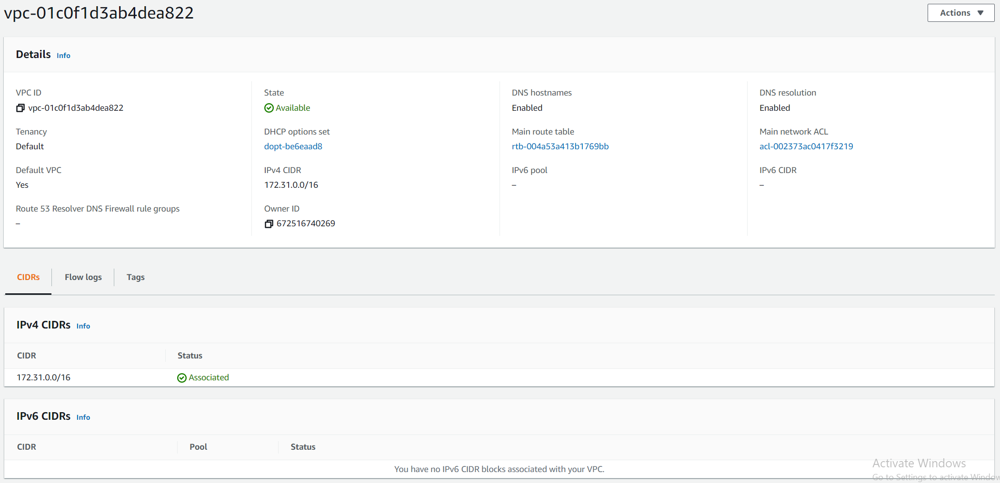 vpc-01c0f1d3ab4dea822
Actions
Details Info
VPC ID
vpc-01c0f1d3ab4dea822
State
Available
DNS hostnames
Enabled
DNS resolution
Enabled
Tenancy
Default
DHCP options set
dopt-be6eaad8
Main route table
rtb-004a53a413b1769bb
Main network ACL
acl-002373ac0417f3219
Default VPC
Yes
IPv4 CIDR
172.31.0.0/16
IPv6 pool
–
IPv6 CIDR
–
Route 53 Resolver DNS Firewall rule groups
–
Owner ID
672516740269
CIDRs Flow logs Tags
IPv4 CIDRs Info
CIDR Status
172.31.0.0/16 Associated
IPv6 CIDRs Info
CIDR Pool Status
You have no IPv6 CIDR blocks associated with your VPC.
Activate Windows
Go to Settings to activate Window